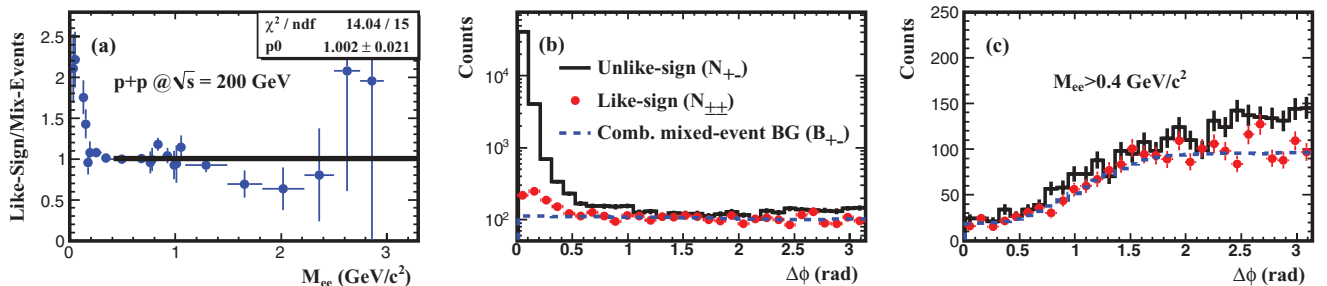 Like-Sign/Mix-Events
2.5
2
1.5
1
0.5
0
(a)
χ² / ndf 14.04 / 15
p0 1.002 ± 0.021
p+p @√s = 200 GeV
0 1 2 3
M_ee (GeV/c²)
Counts
10⁴
10³
10²
(b)
Unlike-sign (N_+-)
Like-sign (N_±±)
Comb. mixed-event BG (B_+-)
0 0.5 1 1.5 2 2.5 3
Δϕ (rad)
Counts
250
200
150
100
50
0
(c)
M_ee>0.4 GeV/c²
0 0.5 1 1.5 2 2.5 3
Δϕ (rad)